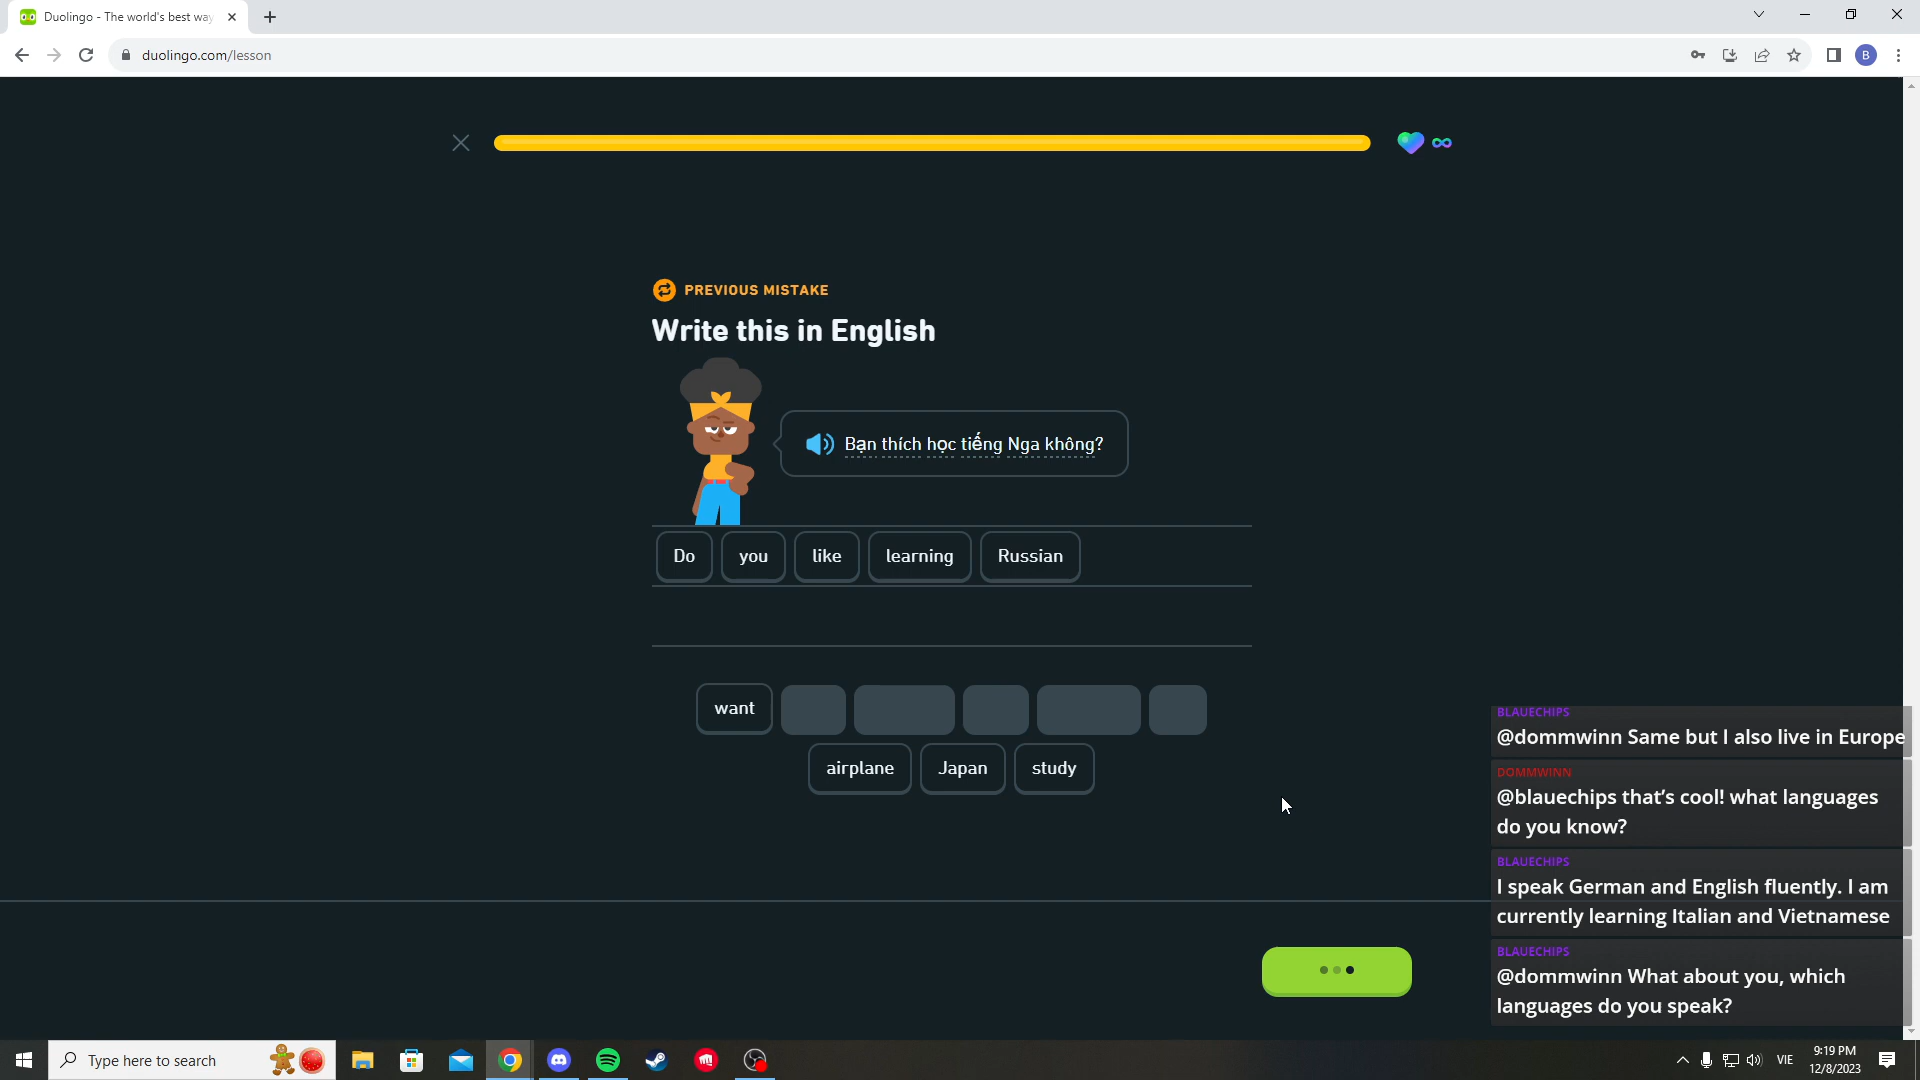 Duolingo - The world's best way
duolingo.com/lesson
B
PREVIOUS MISTAKE
Write this in English
Bạn thích học tiếng Nga không?
Do you like learning Russian
want
airplane Japan study
BLAUECHIPS
@dommwinn Same but I also live in Europe
DOMMWINN
@blauechips that's cool! what languages
do you know?
BLAUECHIPS
I speak German and English fluently. I am
currently learning Italian and Vietnamese
BLAUECHIPS
@dommwinn What about you, which
languages do you speak?
Type here to search
VIE
9:19 PM
12/8/2023